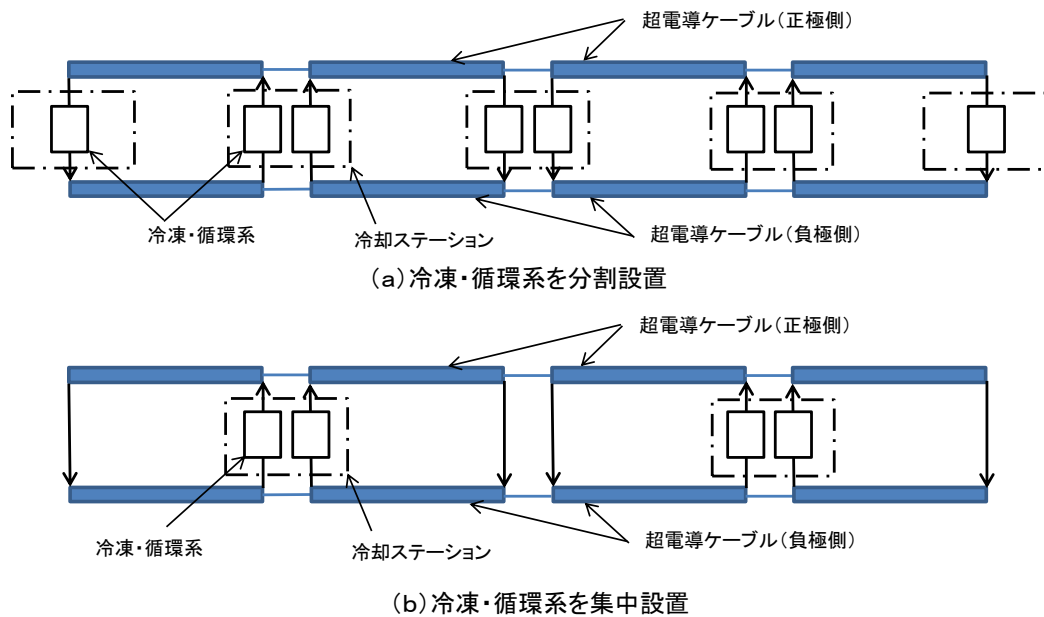 超電導ケーブル(正極側)
冷凍・循環系
冷却ステーション
超電導ケーブル(負極側)
(a)冷凍・循環系を分割設置
超電導ケーブル(正極側)
冷凍・循環系
冷却ステーション
超電導ケーブル(負極側)
(b)冷凍・循環系を集中設置